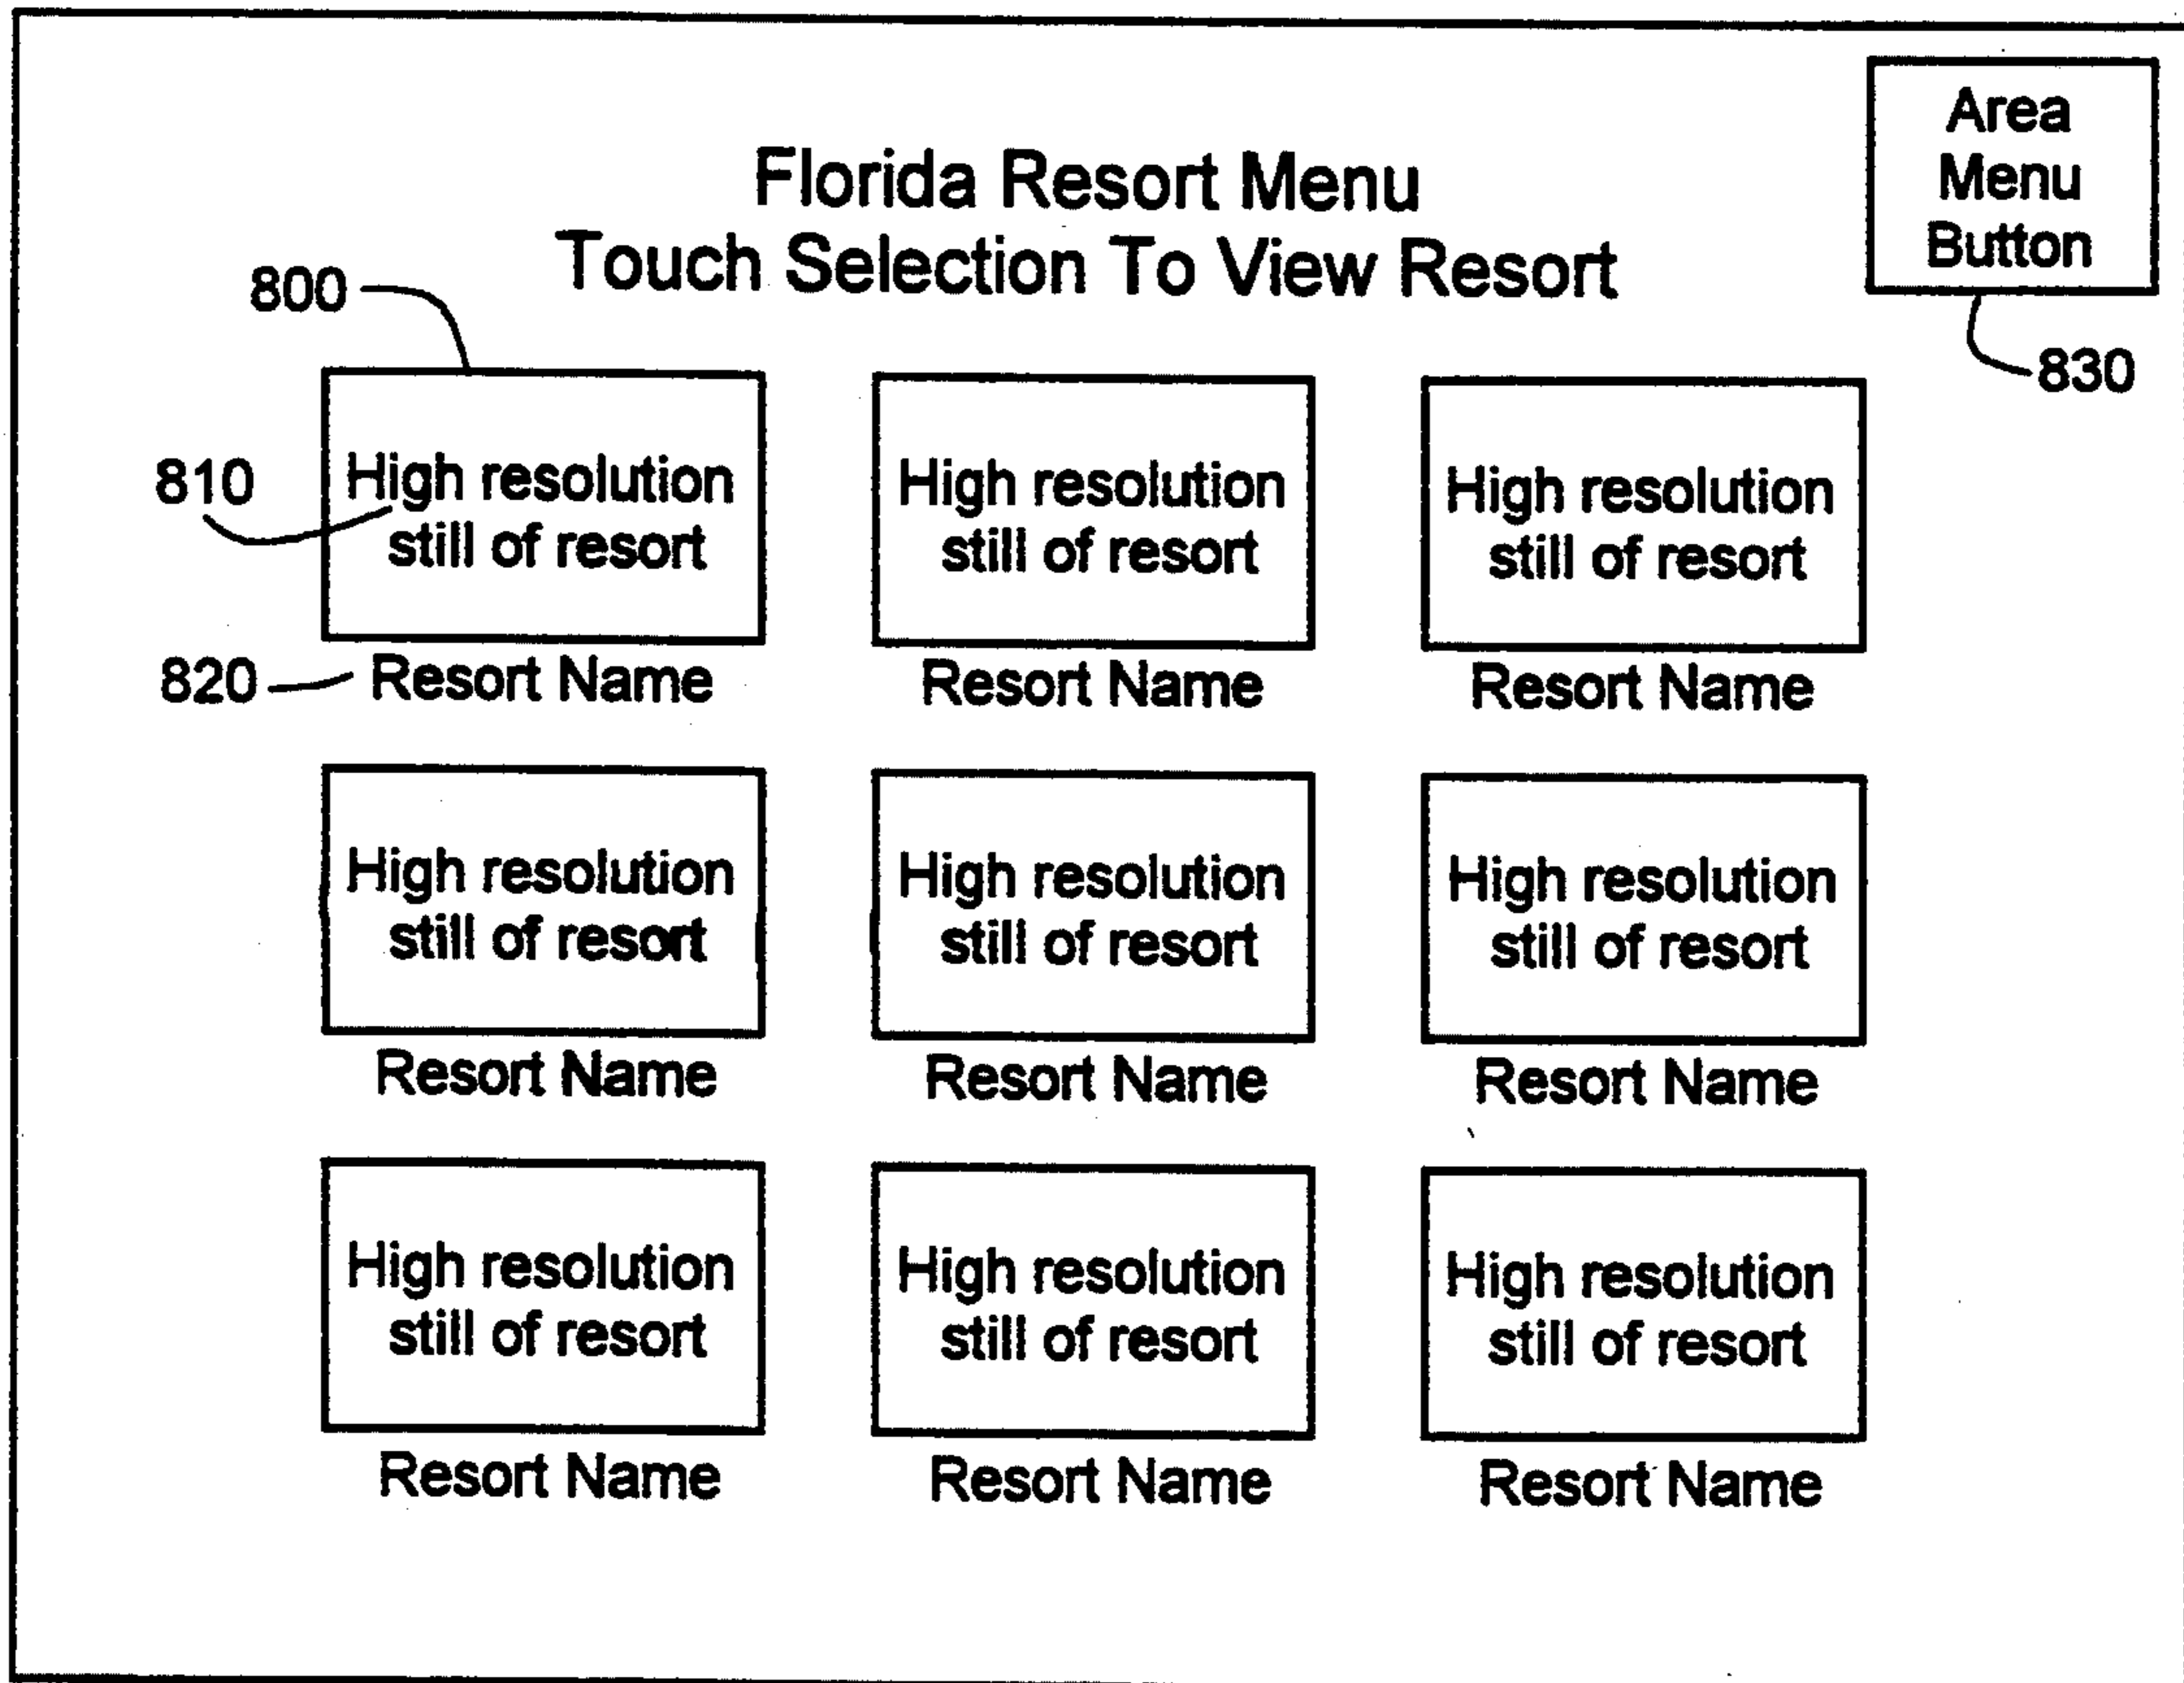 Area
Menu
Button
Florida Resort Menu
Touch Selection To View Resort
800
830
810
High resolution
still of resort
High resolution
still of resort
High resolution
still of resort
820
Resort Name
Resort Name
Resort Name
High resolution
still of resort
High resolution
still of resort
High resolution
still of resort
Resort Name
Resort Name
Resort Name
High resolution
still of resort
High resolution
still of resort
High resolution
still of resort
Resort Name
Resort Name
Resort Name